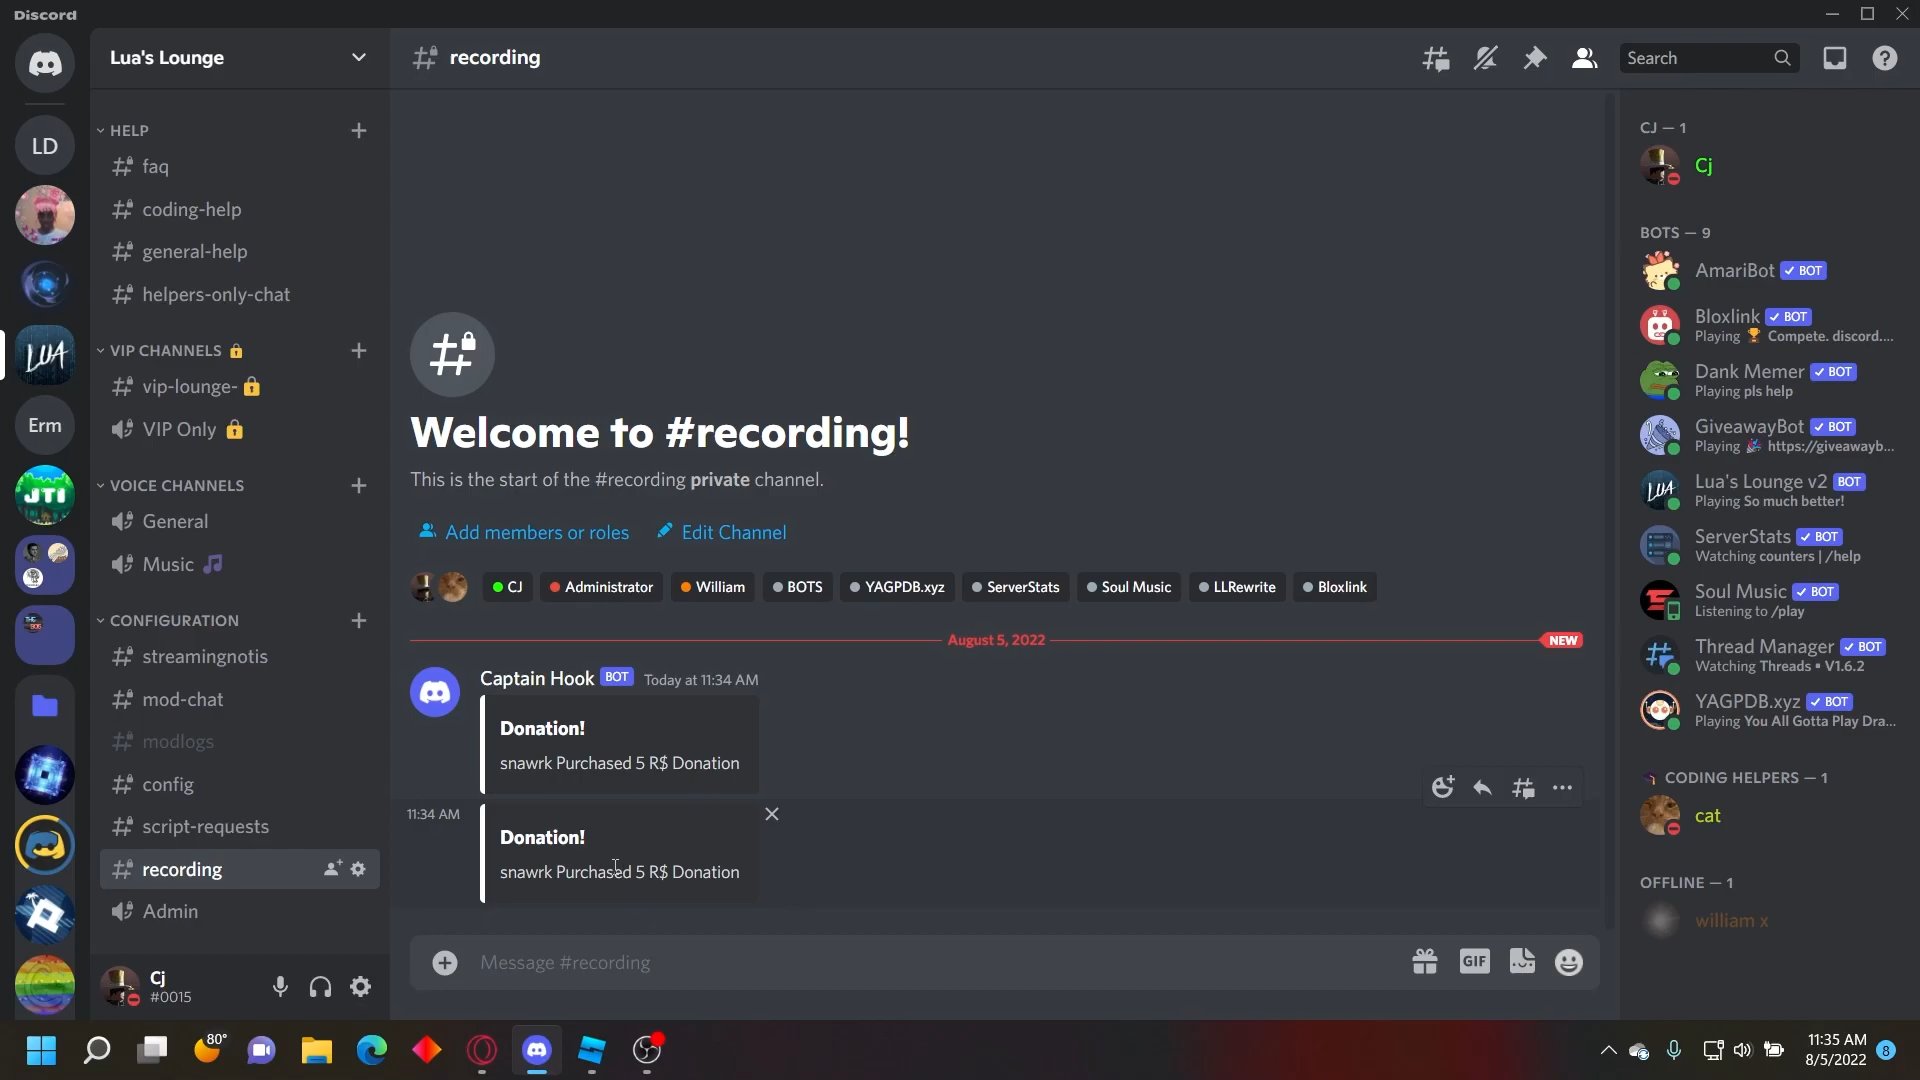 Discord
Lua's Lounge
recording
Search
HELP
faq
coding-help
general-help
helpers-only-chat
VIP CHANNELS
vip-lounge-
VIP Only
VOICE CHANNELS
General
Music
CONFIGURATION
streamingnotis
mod-chat
modlogs
config
script-requests
recording
Admin
Cj
#0015
LD
LUA
Erm
JTI
Welcome to #recording!
This is the start of the #recording private channel.
Add members or roles
Edit Channel
CJ
Administrator
William
BOTS
YAGPDB.xyz
ServerStats
Soul Music
LLRewrite
Bloxlink
August 5, 2022
NEW
Captain Hook BOT Today at 11:34 AM
Donation!
snawrk Purchased 5 R$ Donation
11:34 AM
Donation!
snawrk Purchased 5 R$ Donation
Message #recording
GIF
CJ — 1
Cj
BOTS — 9
AmariBot BOT
Bloxlink BOT
Playing Compete. discord....
Dank Memer BOT
Playing pls help
GiveawayBot BOT
Playing https://giveawayb...
LUA
Lua's Lounge v2 BOT
Playing So much better!
ServerStats BOT
Watching counters | /help
Soul Music BOT
Listening to /play
Thread Manager BOT
Watching Threads • V1.6.2
YAGPDB.xyz BOT
Playing You All Gotta Play Dra...
CODING HELPERS — 1
cat
OFFLINE — 1
william x
80°
11:35 AM
8/5/2022
8